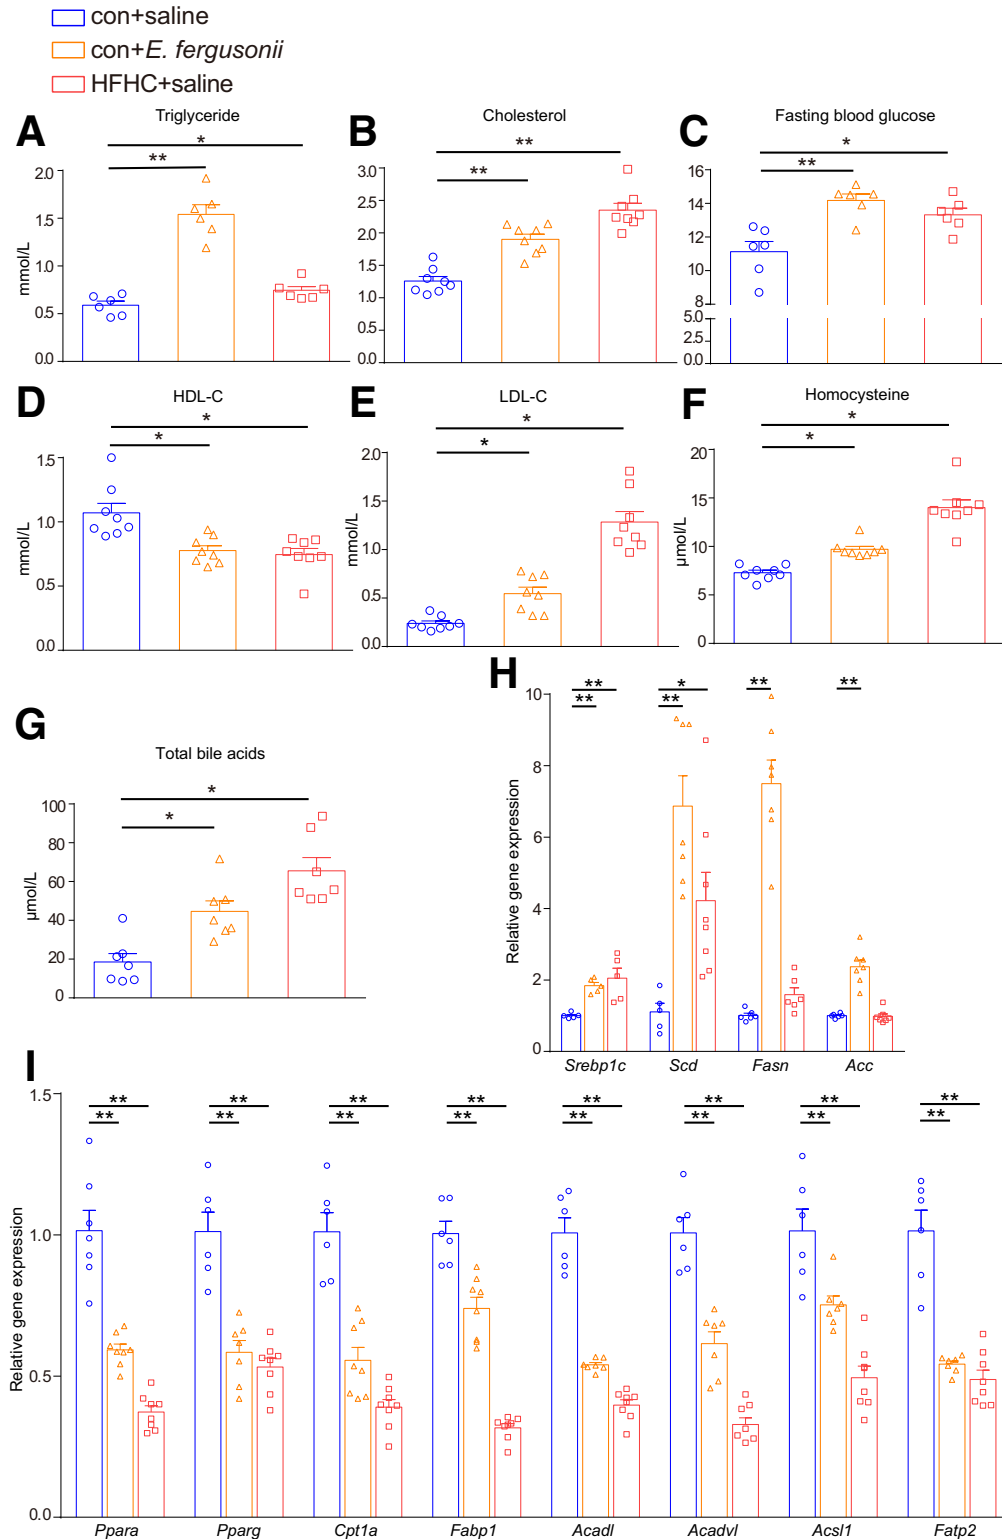 con+saline
con+E. fergusonii
HFHC+saline
A
Triglyceride
*
**
mmol/L
2.0
1.5
1.0
0.5
0.0
B
Cholesterol
**
**
mmol/L
3.0
2.5
2.0
1.5
1.0
0.5
0.0
C
Fasting blood glucose
*
**
mmol/L
16
14
12
10
8
5.0
2.5
0.0
D
HDL-C
*
*
mmol/L
1.5
1.0
0.5
0.0
E
LDL-C
*
*
mmol/L
2.0
1.5
1.0
0.5
0.0
F
Homocysteine
*
*
μmol/L
20
15
10
5
0
G
Total bile acids
*
*
μmol/L
100
80
60
40
20
0
H
** * ** **
** **
Relative gene expression
10
8
6
4
2
0
Srebp1c Scd Fasn Acc
I
** ** ** ** ** ** ** **
** ** ** ** ** ** ** **
Relative gene expression
1.5
1.0
0.5
0.0
Ppara Pparg Cpt1a Fabp1 Acadl Acadvl Acsl1 Fatp2